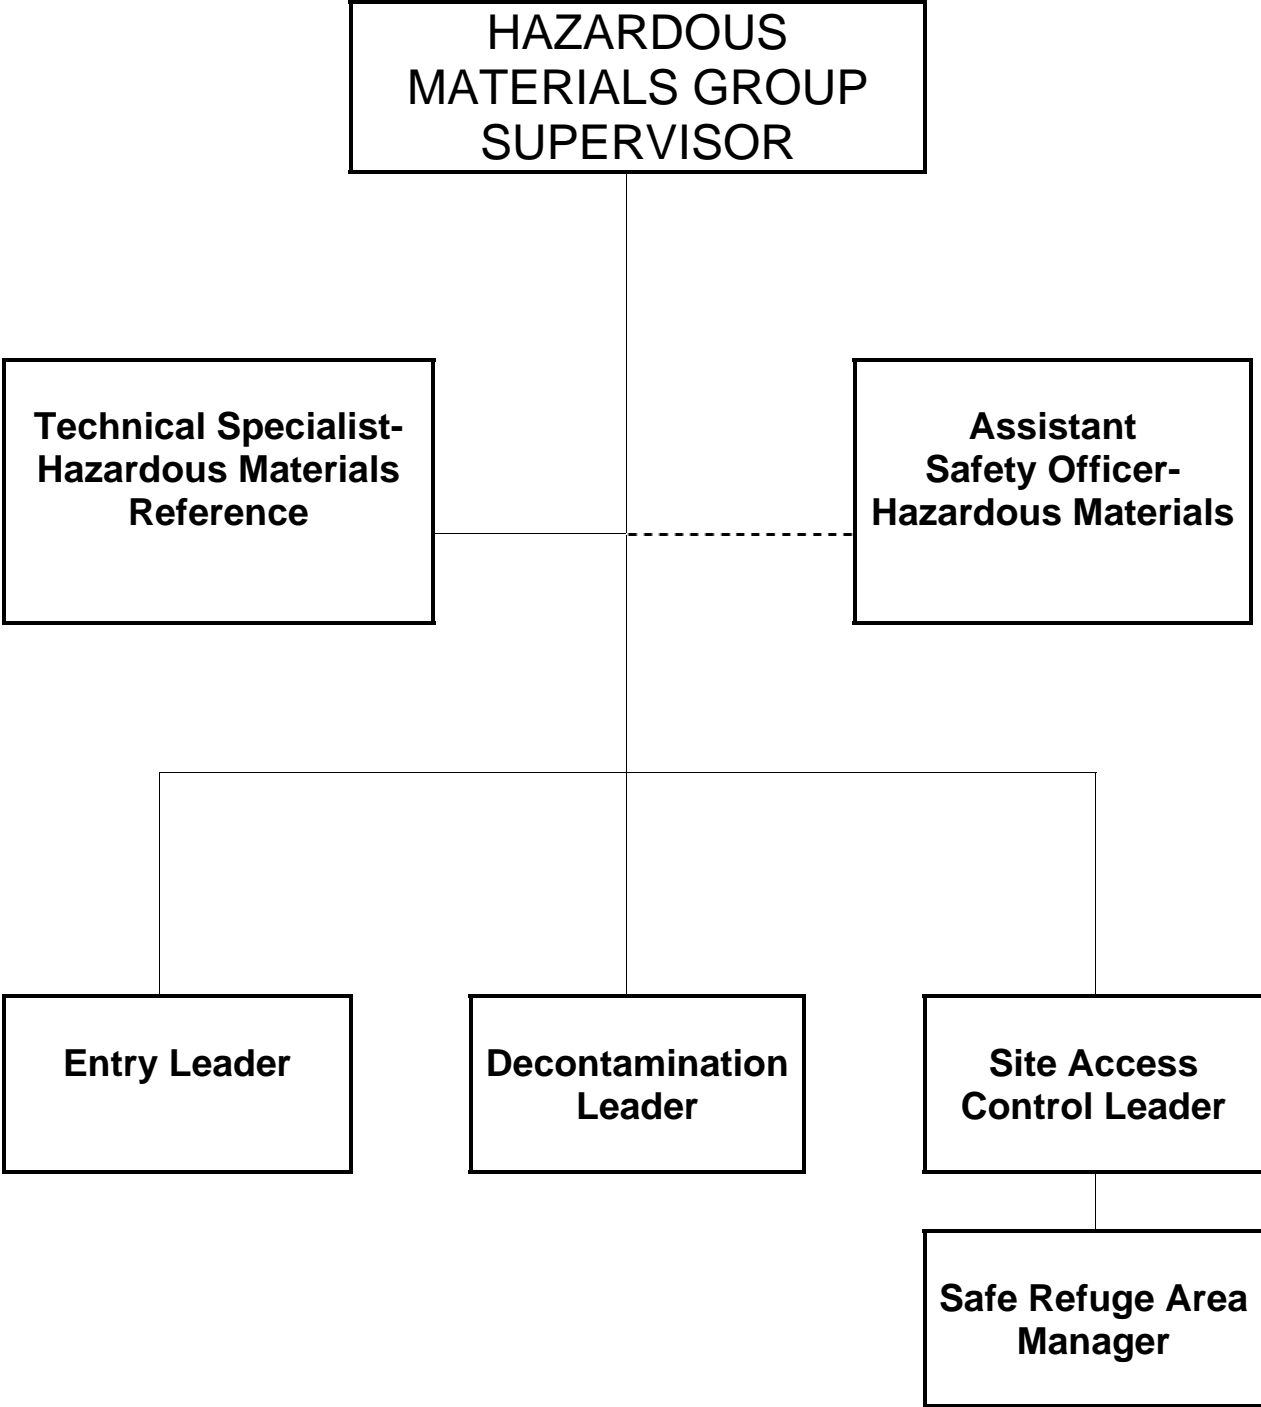 HAZARDOUS
MATERIALS GROUP
SUPERVISOR
Technical Specialist-
Hazardous Materials
Reference
Assistant
Safety Officer-
Hazardous Materials
Entry Leader
Decontamination
Leader
Site Access
Control Leader
Safe Refuge Area
Manager